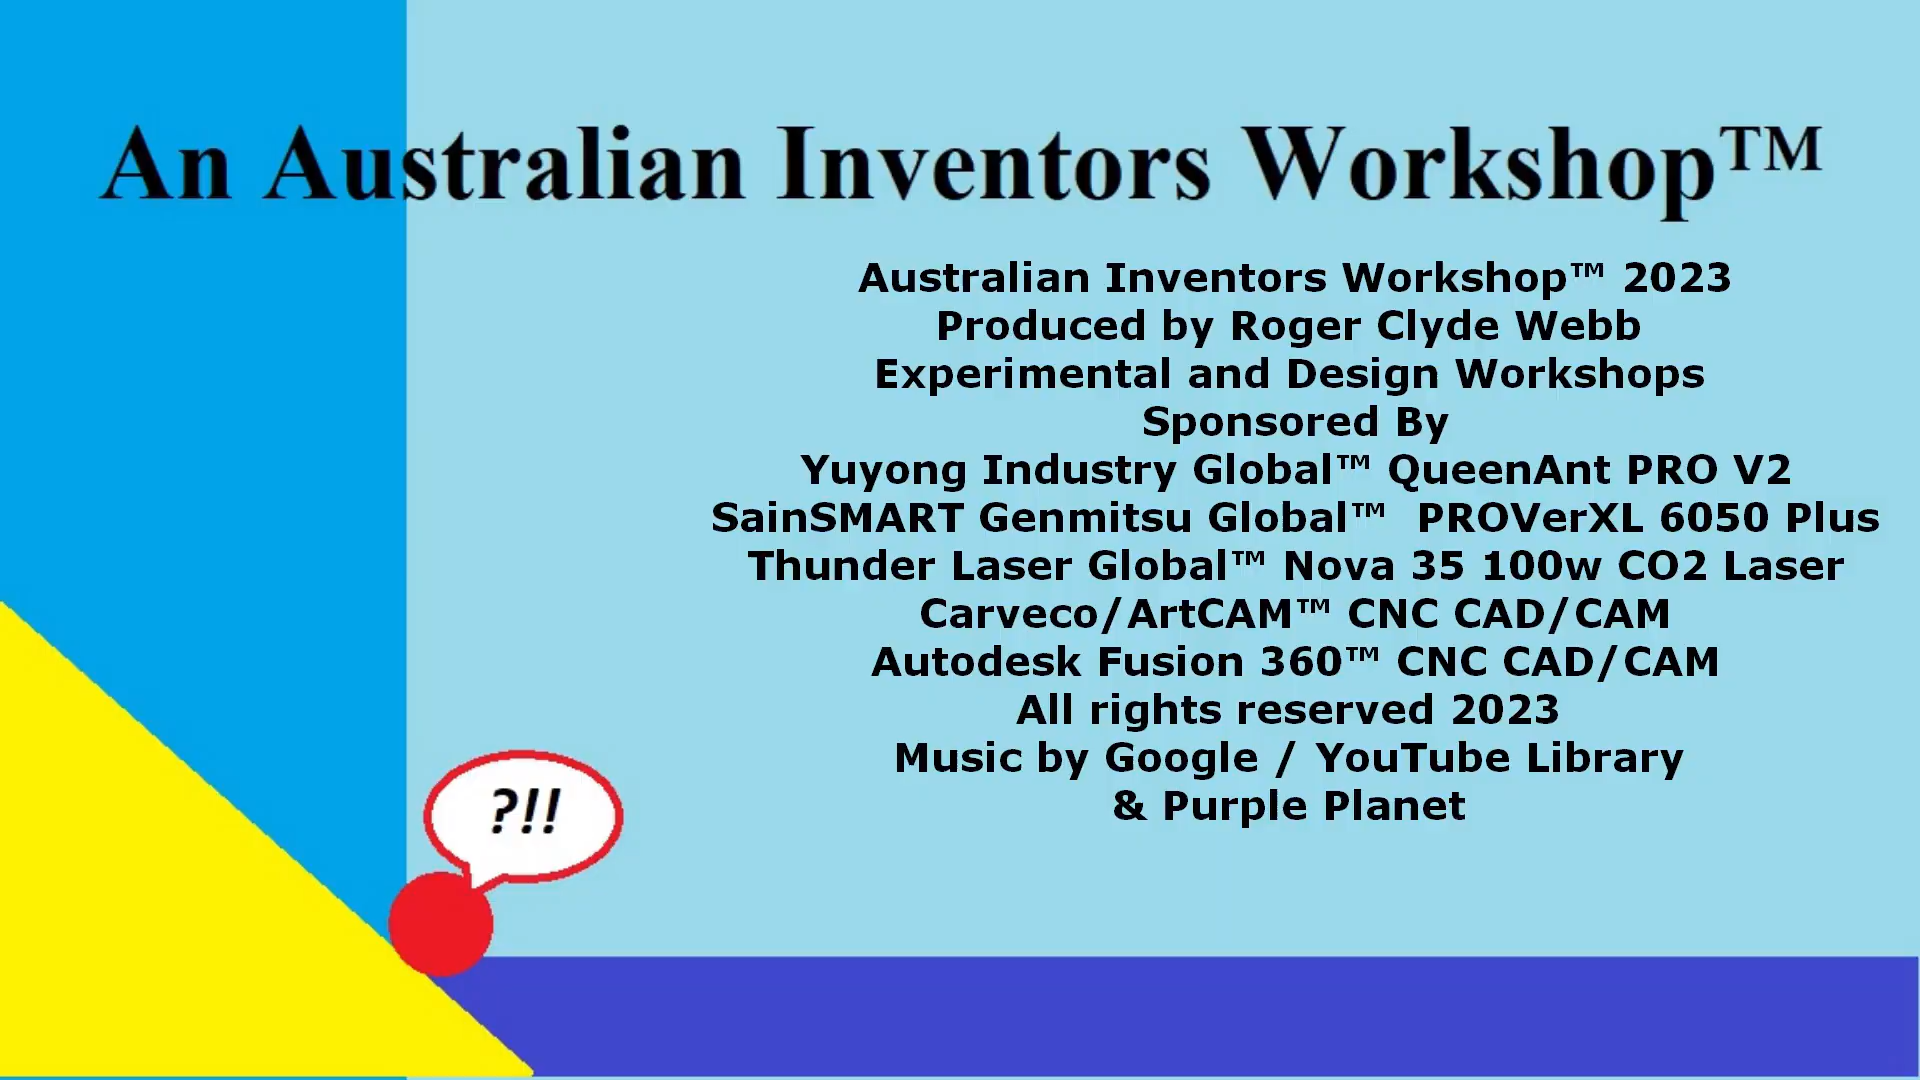 An Australian Inventors Workshop™
Australian Inventors Workshop™ 2023
Produced by Roger Clyde Webb
Experimental and Design Workshops
Sponsored By
Yuyong Industry Global™ QueenAnt PRO V2
SainSMART Genmitsu Global™  PROVerXL 6050 Plus
Thunder Laser Global™ Nova 35 100w CO2 Laser
Carveco/ArtCAM™ CNC CAD/CAM
Autodesk Fusion 360™ CNC CAD/CAM
All rights reserved 2023
Music by Google / YouTube Library
& Purple Planet
?!!